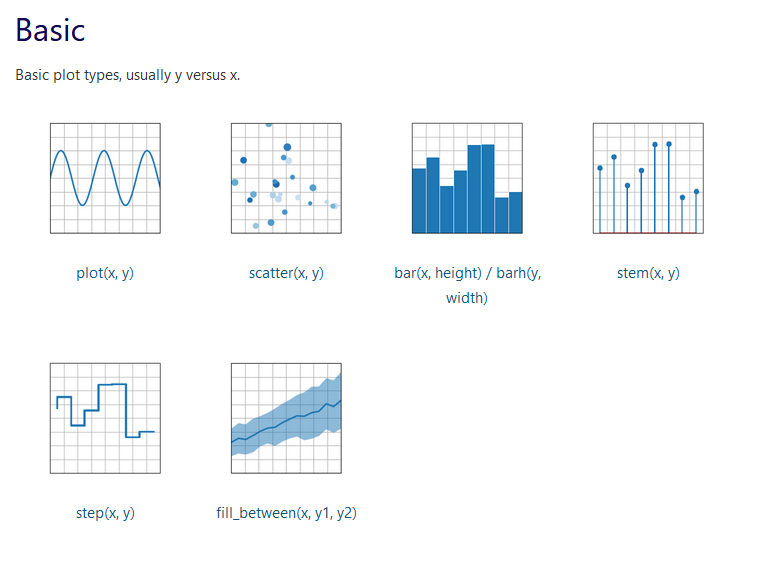 Basic
Basic plot types, usually y versus x.
plot(x, y)
scatter(x, y)
bar(x, height) / barh(y,
width)
stem(x, y)
step(x, y)
fill_between(x, y1, y2)